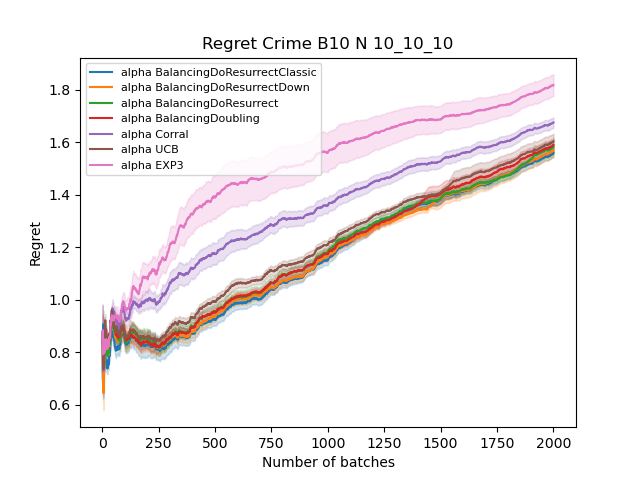 Regret Crime B10 N 10_10_10
alpha BalancingDoResurrectClassic
alpha BalancingDoResurrectDown
alpha BalancingDoResurrect
alpha BalancingDoubling
alpha Corral
alpha UCB
alpha EXP3
1.8
1.6
1.4
1.2
1.0
0.8
0.6
Regret
0 250 500 750 1000 1250 1500 1750 2000
Number of batches